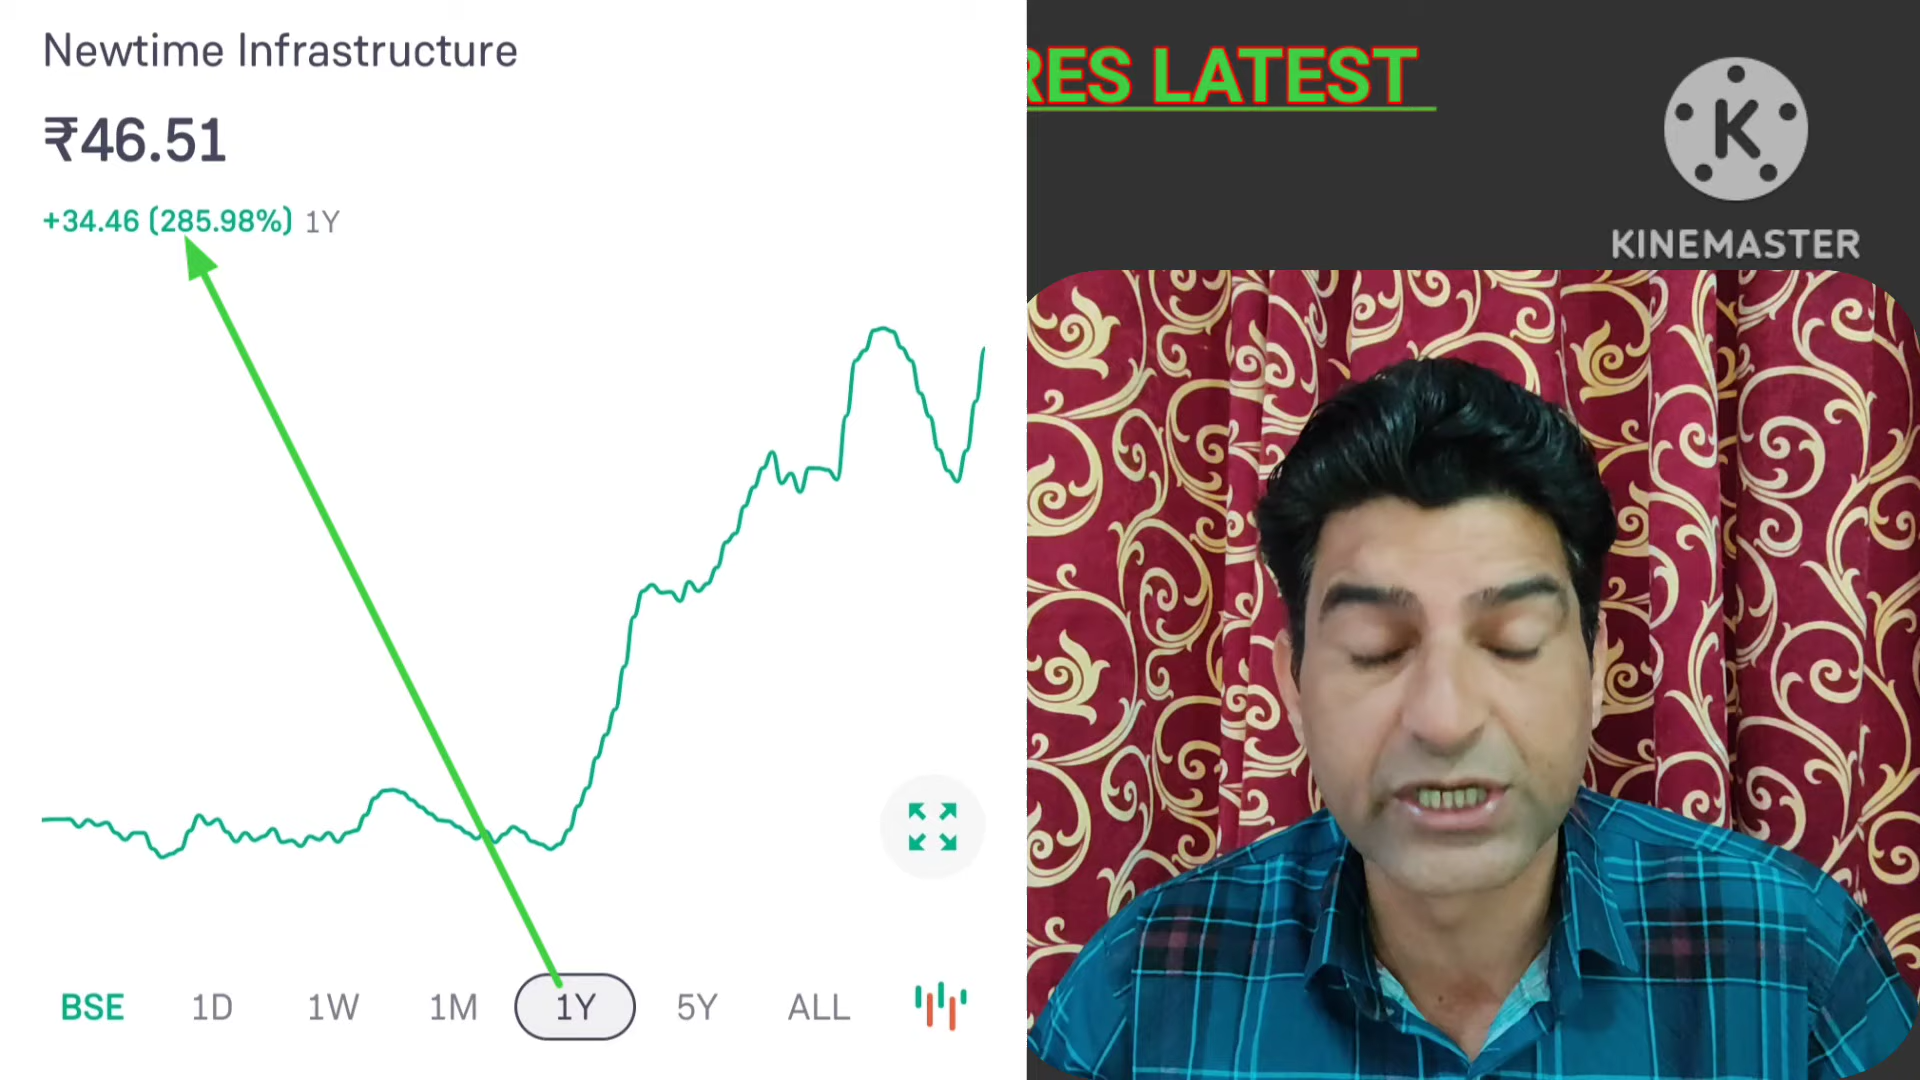 Newtime Infrastructure
₹46.51
+34.46 (285.98%) 1Y
BSE 1D 1W 1M 1Y 5Y ALL
RES LATEST
K
KINEMASTER